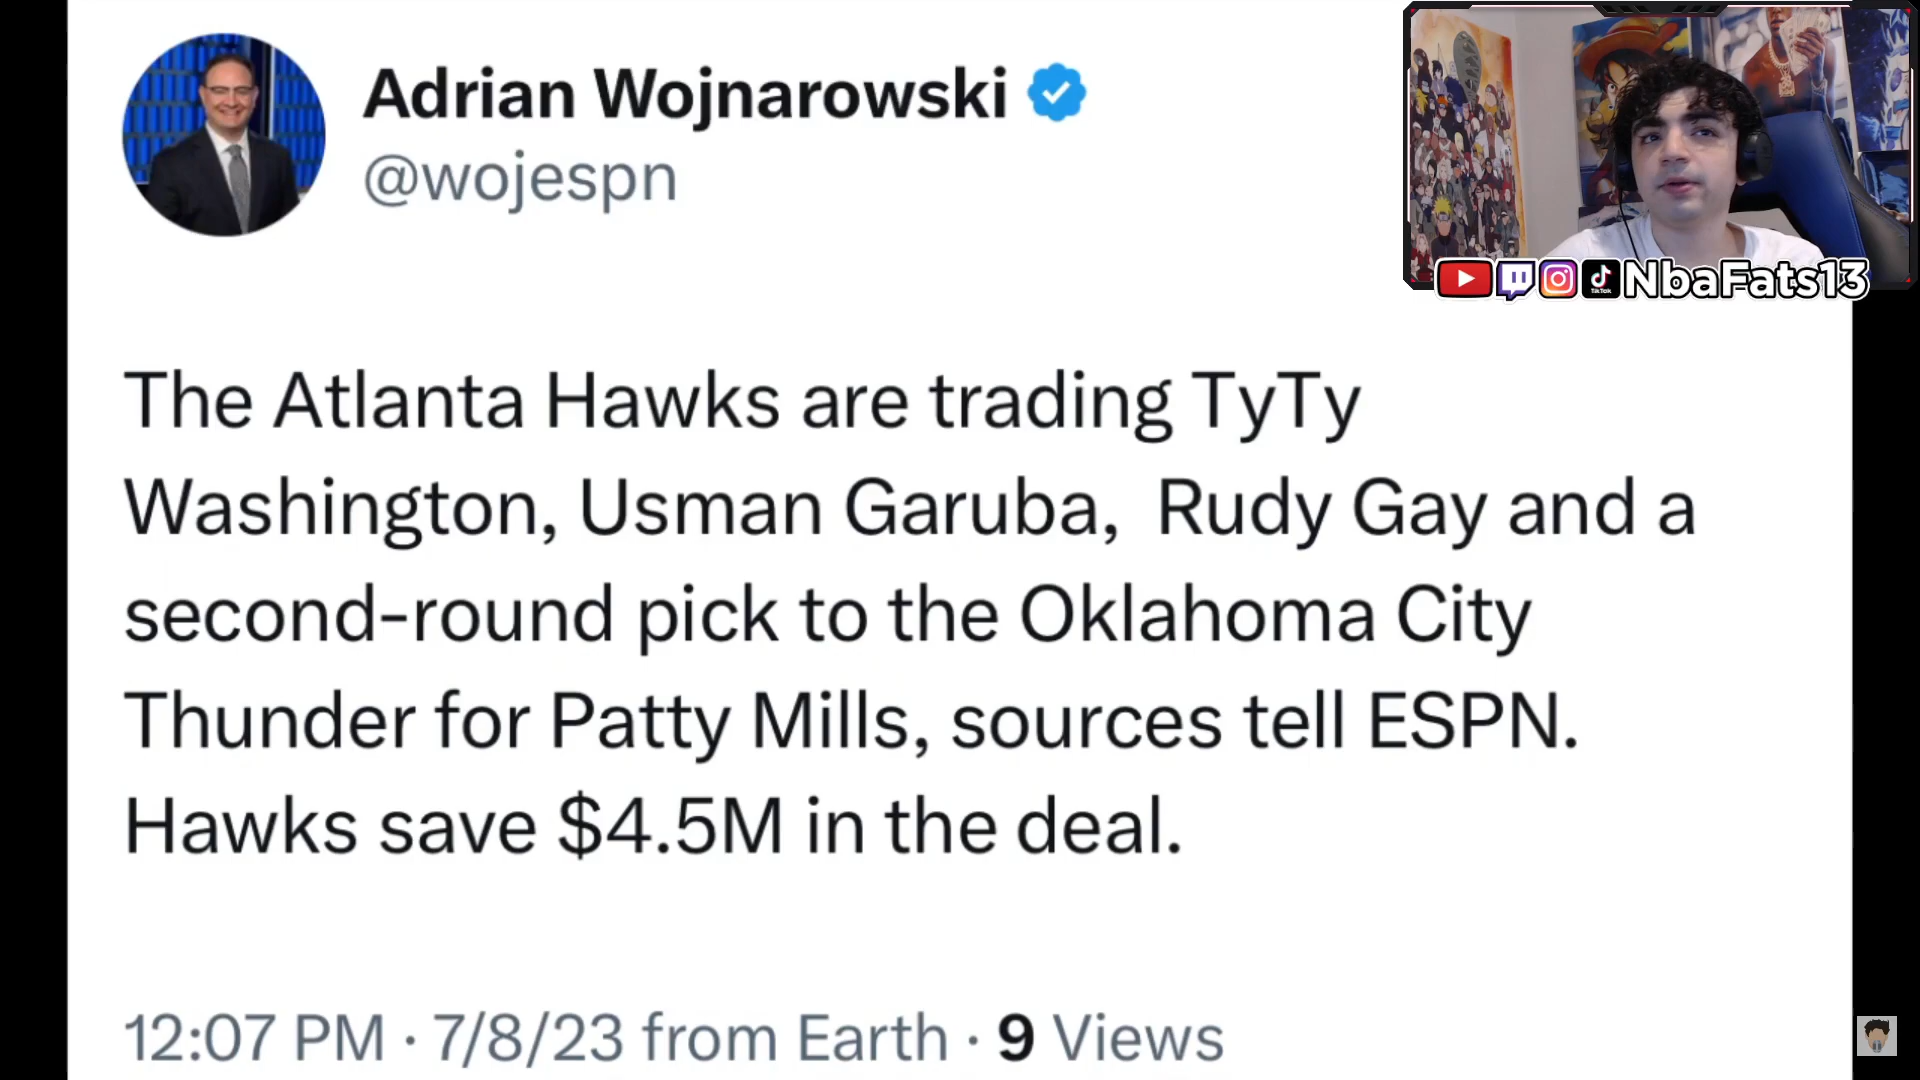 Adrian Wojnarowski
@wojespn
NbaFats13
The Atlanta Hawks are trading TyTy
Washington, Usman Garuba,  Rudy Gay and a
second-round pick to the Oklahoma City
Thunder for Patty Mills, sources tell ESPN.
Hawks save $4.5M in the deal.
12:07 PM · 7/8/23 from Earth · 9 Views